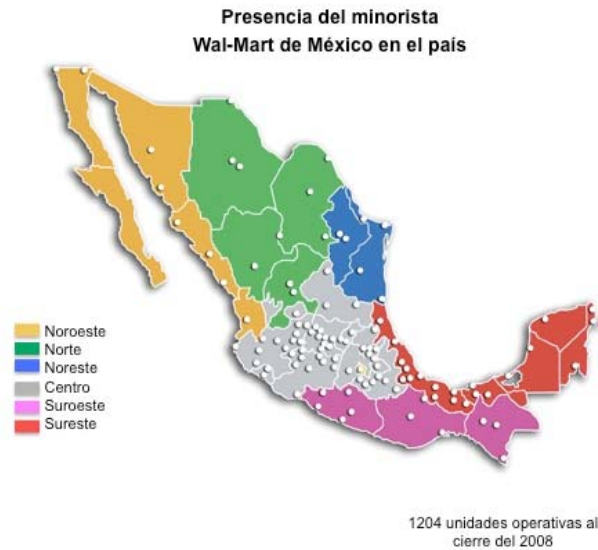 Presencia del minorista
Wal-Mart de México en el país
Noroeste
Norte
Noreste
Centro
Suroeste
Sureste
1204 unidades operativas al
cierre del 2008